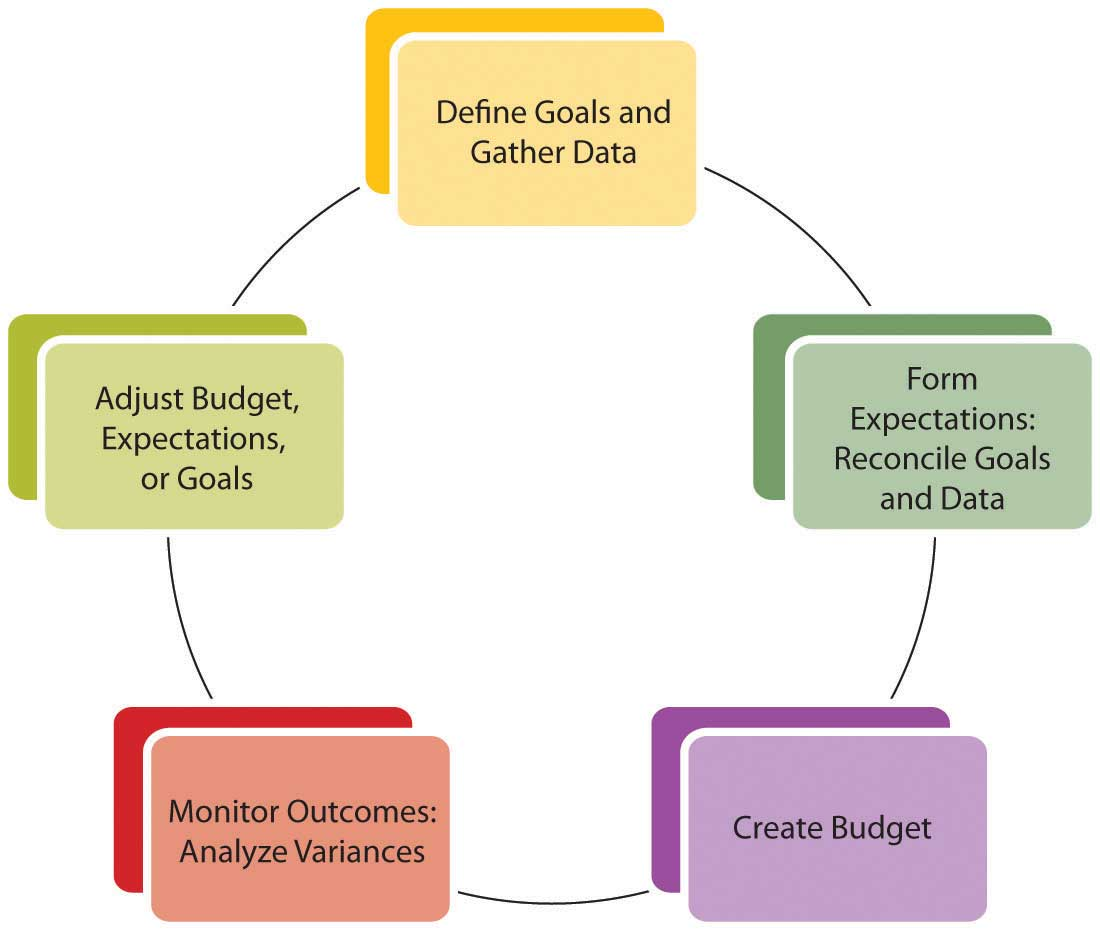 Define Goals and
Gather Data
Form
Expectations:
Reconcile Goals
and Data
Create Budget
Monitor Outcomes:
Analyze Variances
Adjust Budget,
Expectations,
or Goals